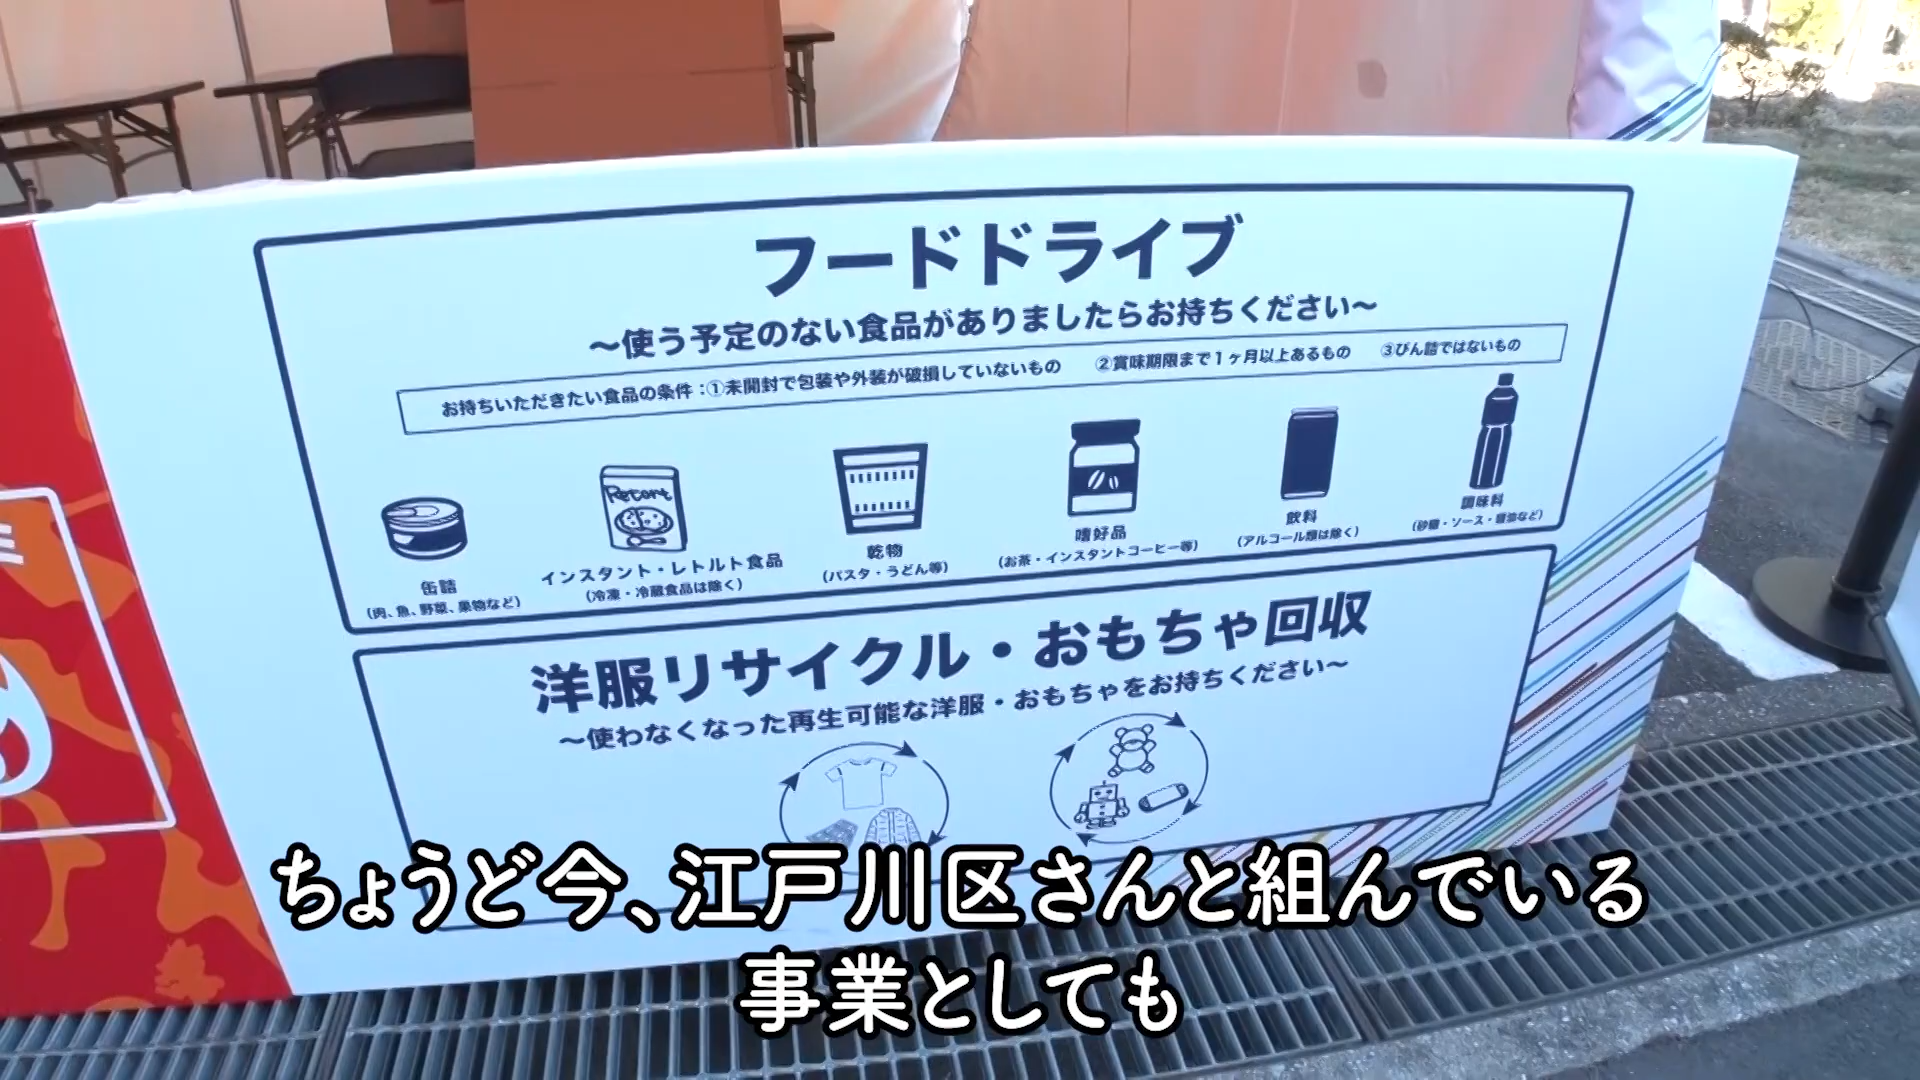 フードドライブ
～使う予定のない食品がありましたらお持ちください～
お持ちいただきたい食品の条件：①未開封で包装や外装が破損していないもの ②賞味期限まで1ヶ月以上あるもの ③びん詰ではないもの
缶詰
（肉、魚、野菜、果物など）
Retort
インスタント・レトルト食品
（冷凍・冷蔵食品は除く）
乾物
（パスタ・うどん等）
嗜好品
（お茶・インスタントコーヒー等）
飲料
（アルコール類は除く）
調味料
（砂糖・ソース・醤油など）
洋服リサイクル・おもちゃ回収
～使わなくなった再生可能な洋服・おもちゃをお持ちください～
ちょうど今、江戸川区さんと組んでいる
事業としても